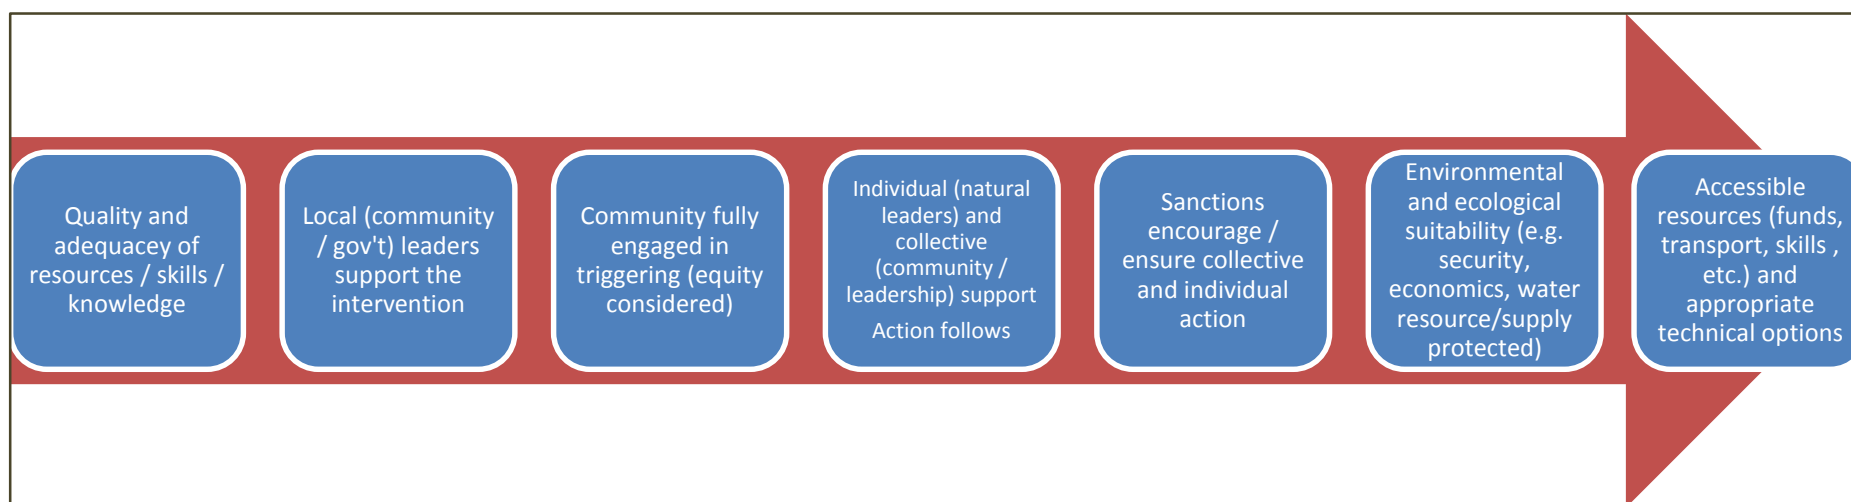 Quality and
adequacey of
resources / skills /
knowledge
Local (community
/ gov't) leaders
support the
intervention
Community fully
engaged in
triggering (equity
considered)
Individual (natural
leaders) and
collective
(community /
leadership) support
Action follows
Sanctions
encourage /
ensure collective
and individual
action
Environmental
and ecological
suitability (e.g.
security,
economics, water
resource/supply
protected)
Accessible
resources (funds,
transport, skills ,
etc.) and
appropriate
technical options